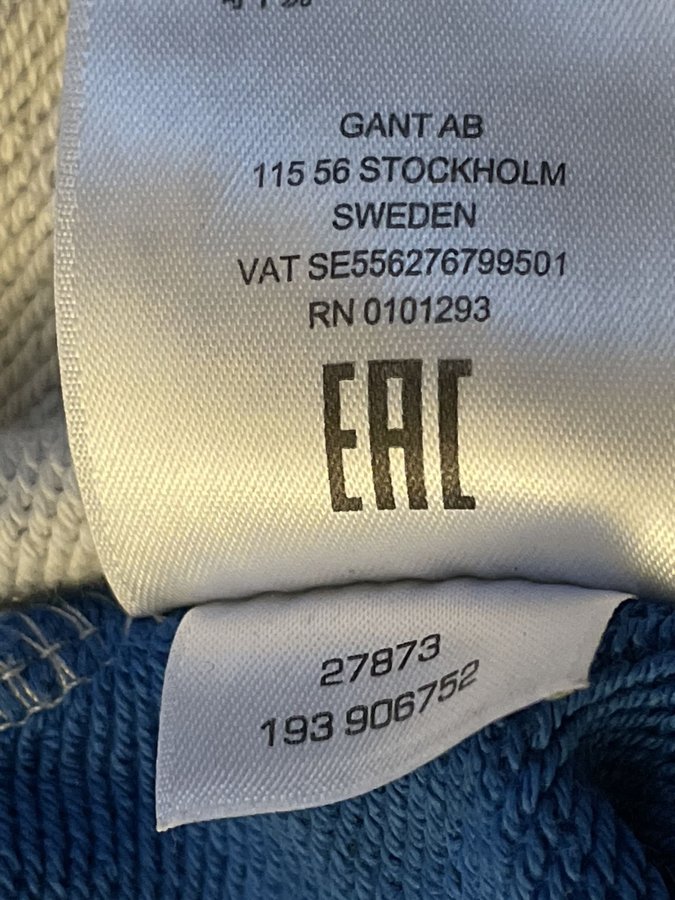 GANT AB
115 56 STOCKHOLM
SWEDEN
VAT SE556276799501
RN 0101293
EAC
27873
193 906752